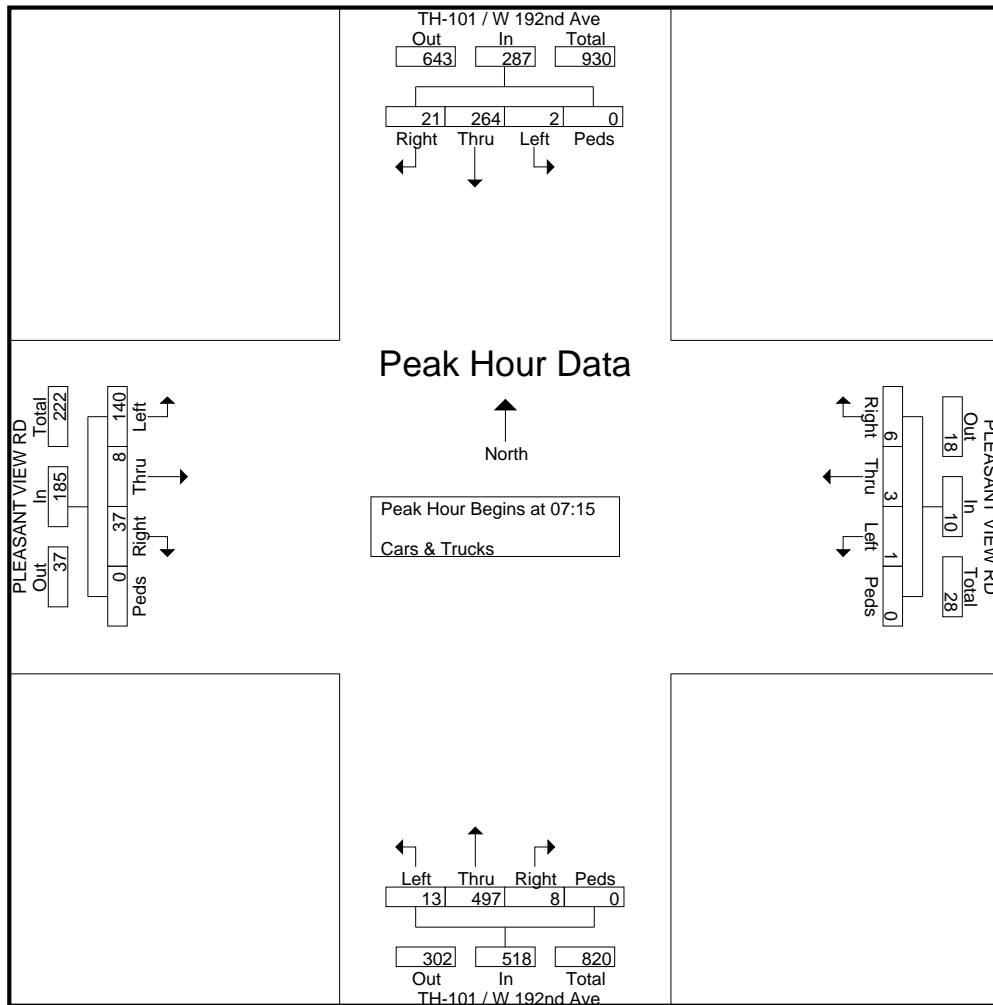 TH-101 / W 192nd Ave
Out In Total
643 287 930
21 264 2 0
Right Thru Left Peds
Peak Hour Data
North
Peak Hour Begins at 07:15
Cars & Trucks
PLEASANT VIEW RD
Out In Total
37 185 222
Left Thru Right Peds
140 8 37 0
PLEASANT VIEW RD
Out In Total
18 10 28
Right Thru Left Peds
6 3 1 0
Left Thru Right Peds
13 497 8 0
302 518 820
Out In Total
TH-101 / W 192nd Ave